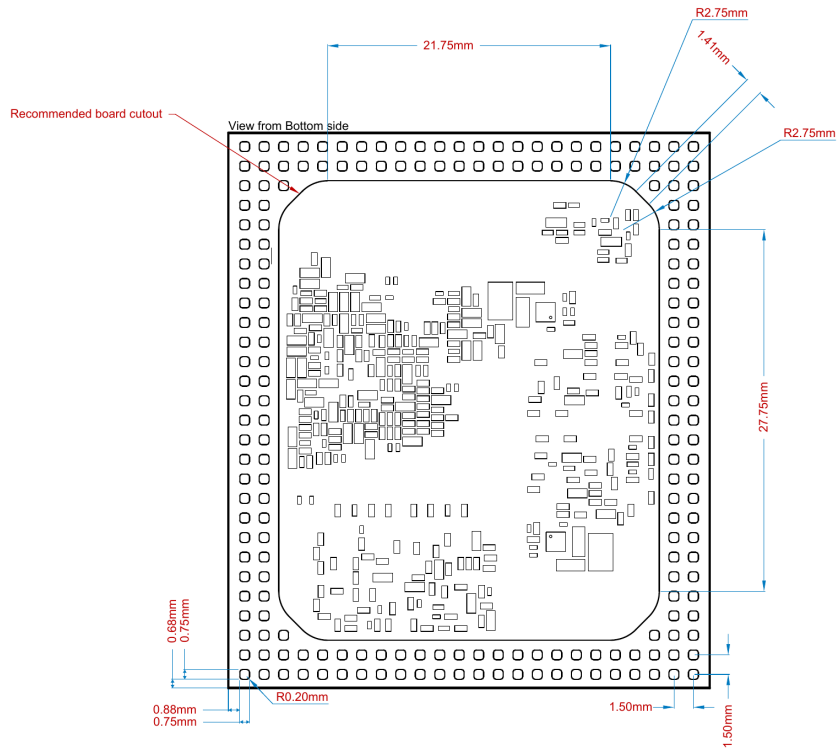 R2.75mm
21.75mm
1.41mm
Recommended board cutout
View from Bottom side
R2.75mm
27.75mm
0.68mm
0.75mm
R0.20mm
0.88mm
0.75mm
1.50mm
1.50mm